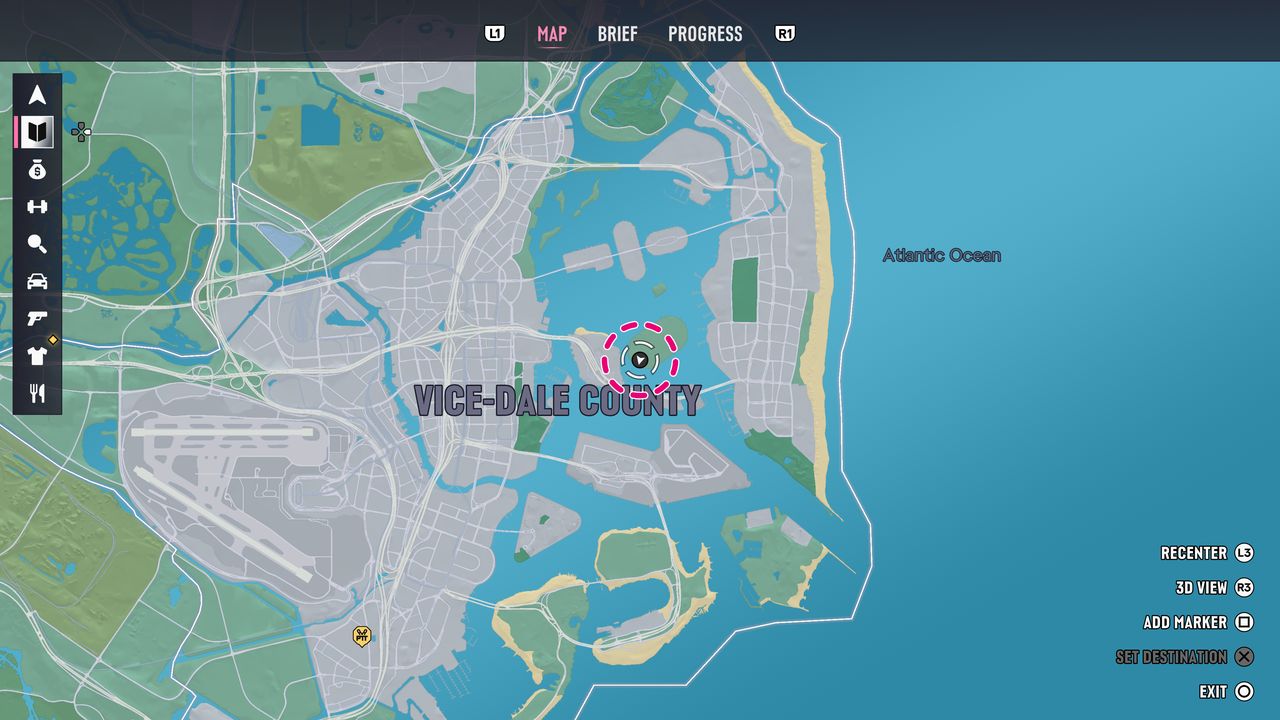 L1 MAP BRIEF PROGRESS R1
Atlantic Ocean
VICE-DALE COUNTY
RECENTER L3
3D VIEW R3
ADD MARKER
SET DESTINATION
PTT
EXIT